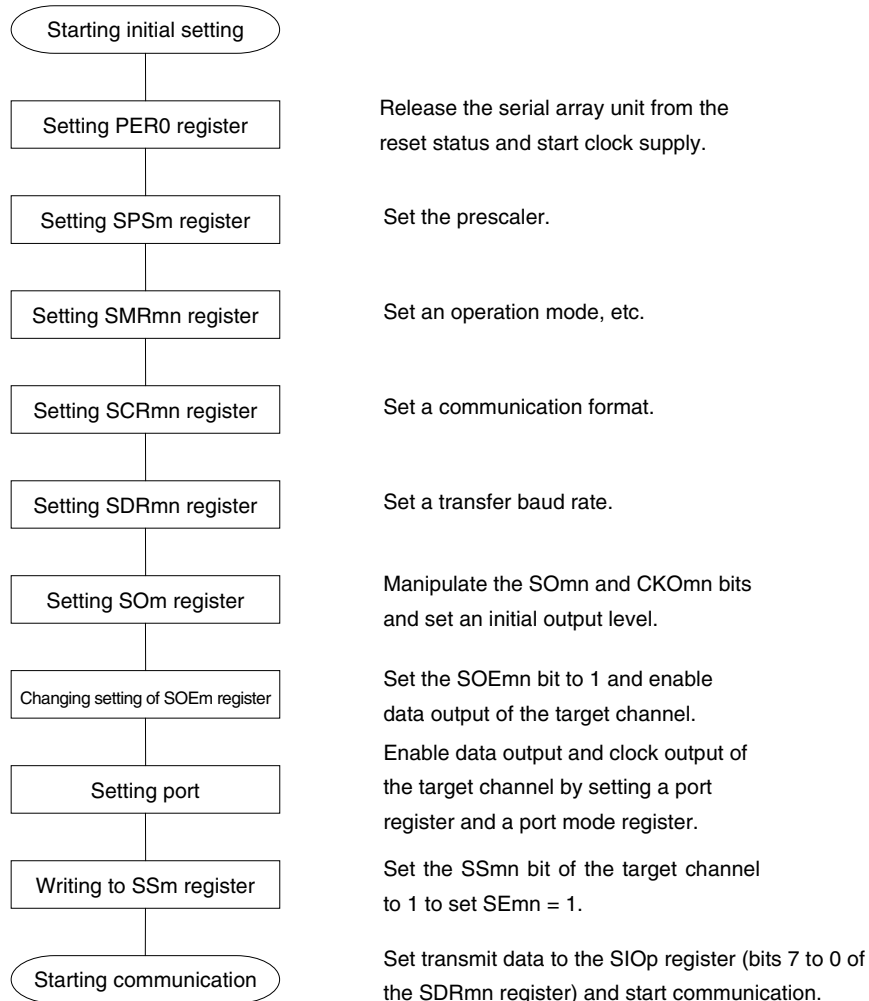 Starting initial setting
Setting PER0 register
Release the serial array unit from the
reset status and start clock supply.
Setting SPSm register
Set the prescaler.
Setting SMRmn register
Set an operation mode, etc.
Setting SCRmn register
Set a communication format.
Setting SDRmn register
Set a transfer baud rate.
Setting SOm register
Manipulate the SOmn and CKOmn bits
and set an initial output level.
Changing setting of SOEm register
Set the SOEmn bit to 1 and enable
data output of the target channel.
Setting port
Enable data output and clock output of
the target channel by setting a port
register and a port mode register.
Writing to SSm register
Set the SSmn bit of the target channel
to 1 to set SEmn = 1.
Starting communication
Set transmit data to the SIOp register (bits 7 to 0 of
the SDRmn register) and start communication.